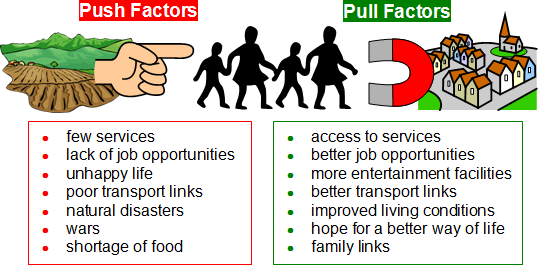 Push Factors
Pull Factors
few services
lack of job opportunities
unhappy life
poor transport links
natural disasters
wars
shortage of food
access to services
better job opportunities
more entertainment facilities
better transport links
improved living conditions
hope for a better way of life
family links